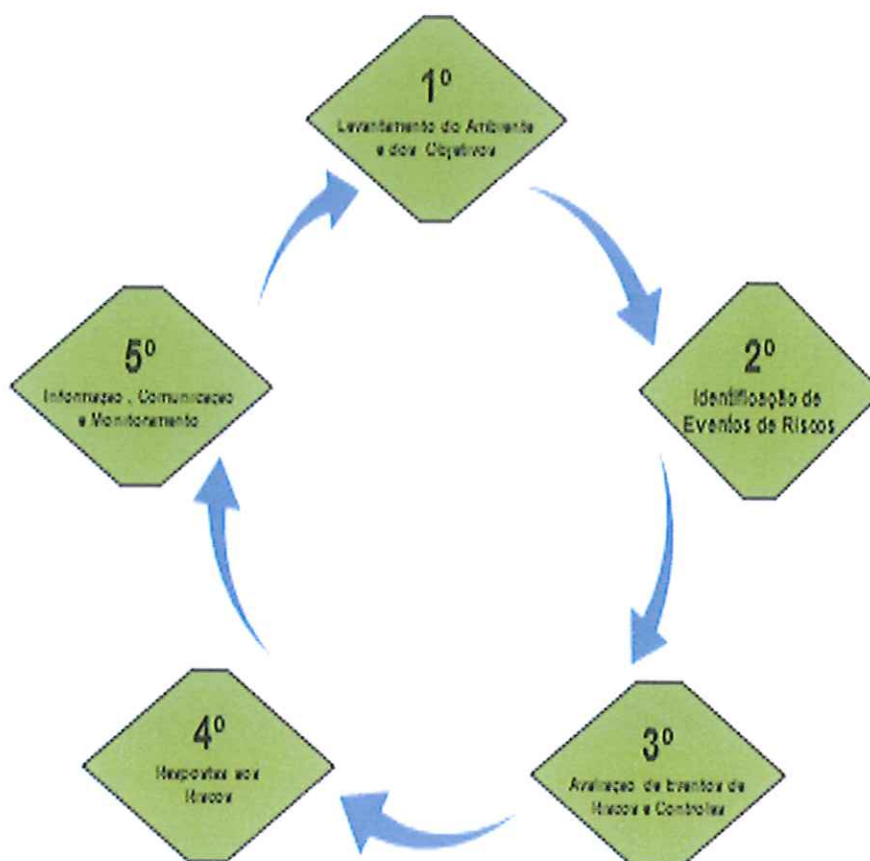 1º
Levantamento do Ambiente
e dos Objetivos
2º
Identificação de
Eventos de Riscos
3º
Avaliação de Eventos de
Riscos e Controles
4º
Respostas aos
Riscos
5º
Informação, Comunicação
e Monitoramento